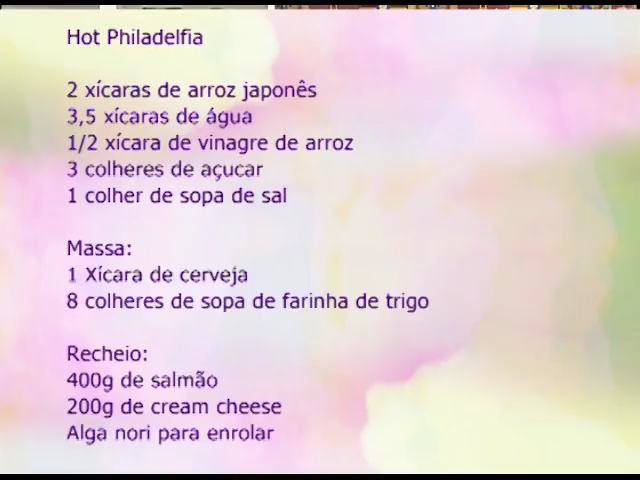 Hot Philadelfia
2 xícaras de arroz japonês
3,5 xícaras de água
1/2 xícara de vinagre de arroz
3 colheres de açucar
1 colher de sopa de sal
Massa:
1 Xícara de cerveja
8 colheres de sopa de farinha de trigo
Recheio:
400g de salmão
200g de cream cheese
Alga nori para enrolar